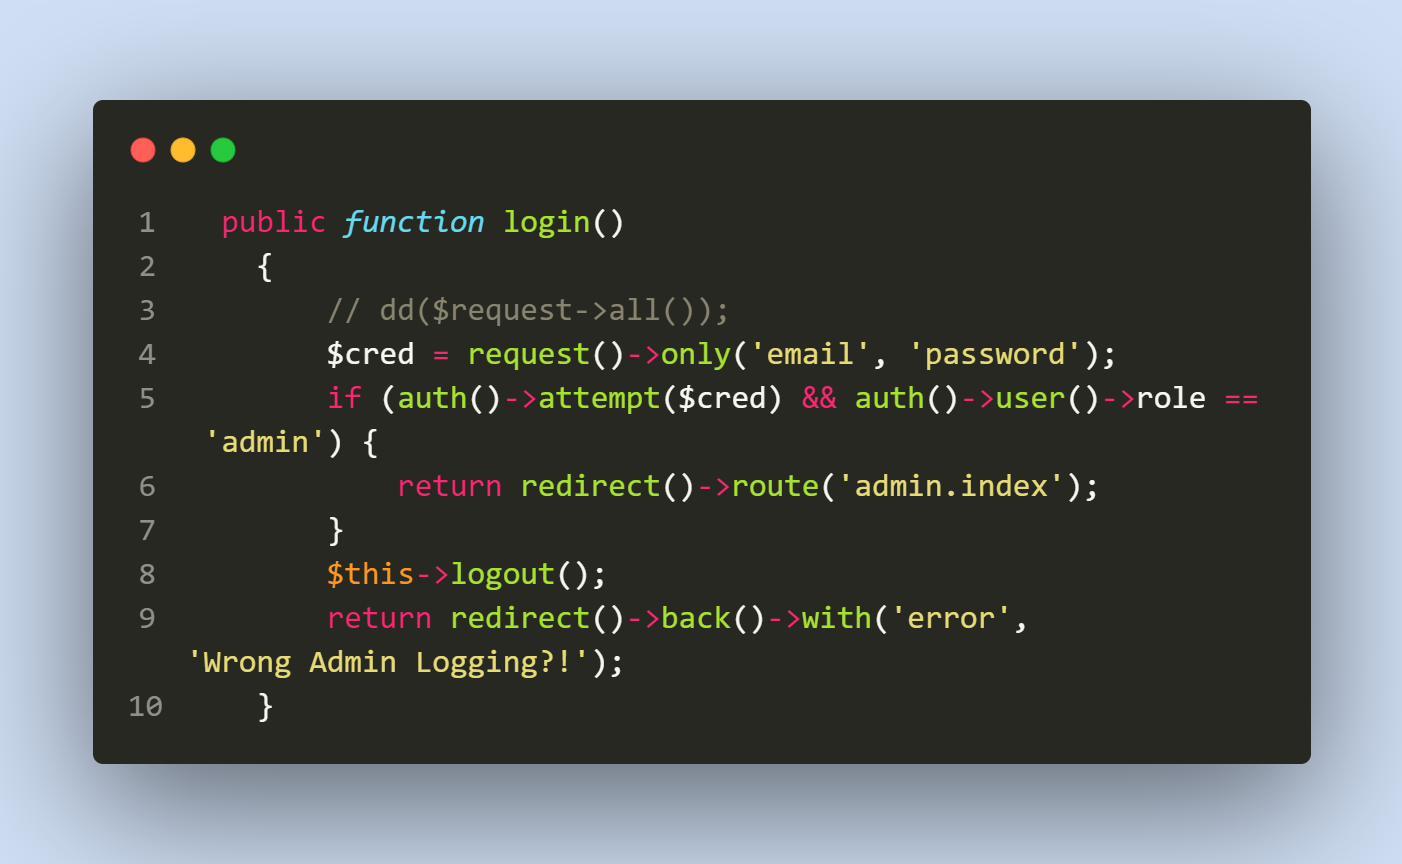 1 public function login()
2 {
3 // dd($request->all());
4 $cred = request()->only('email', 'password');
5 if (auth()->attempt($cred) && auth()->user()->role ==
'admin') {
6 return redirect()->route('admin.index');
7 }
8 $this->logout();
9 return redirect()->back()->with('error',
'Wrong Admin Logging?!');
10 }